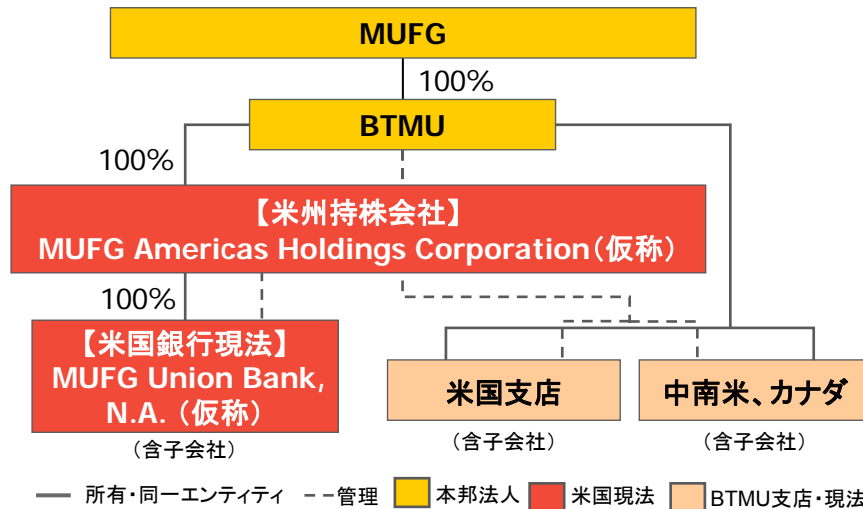 MUFG
100%
BTMU
100%
【米州持株会社】
MUFG Americas Holdings Corporation(仮称)
100%
【米国銀行現法】
MUFG Union Bank,
N.A. (仮称)
(含子会社)
米国支店
(含子会社)
中南米、カナダ
(含子会社)
所有・同一エンティティ
管理
本邦法人
米国現法
BTMU支店・現法